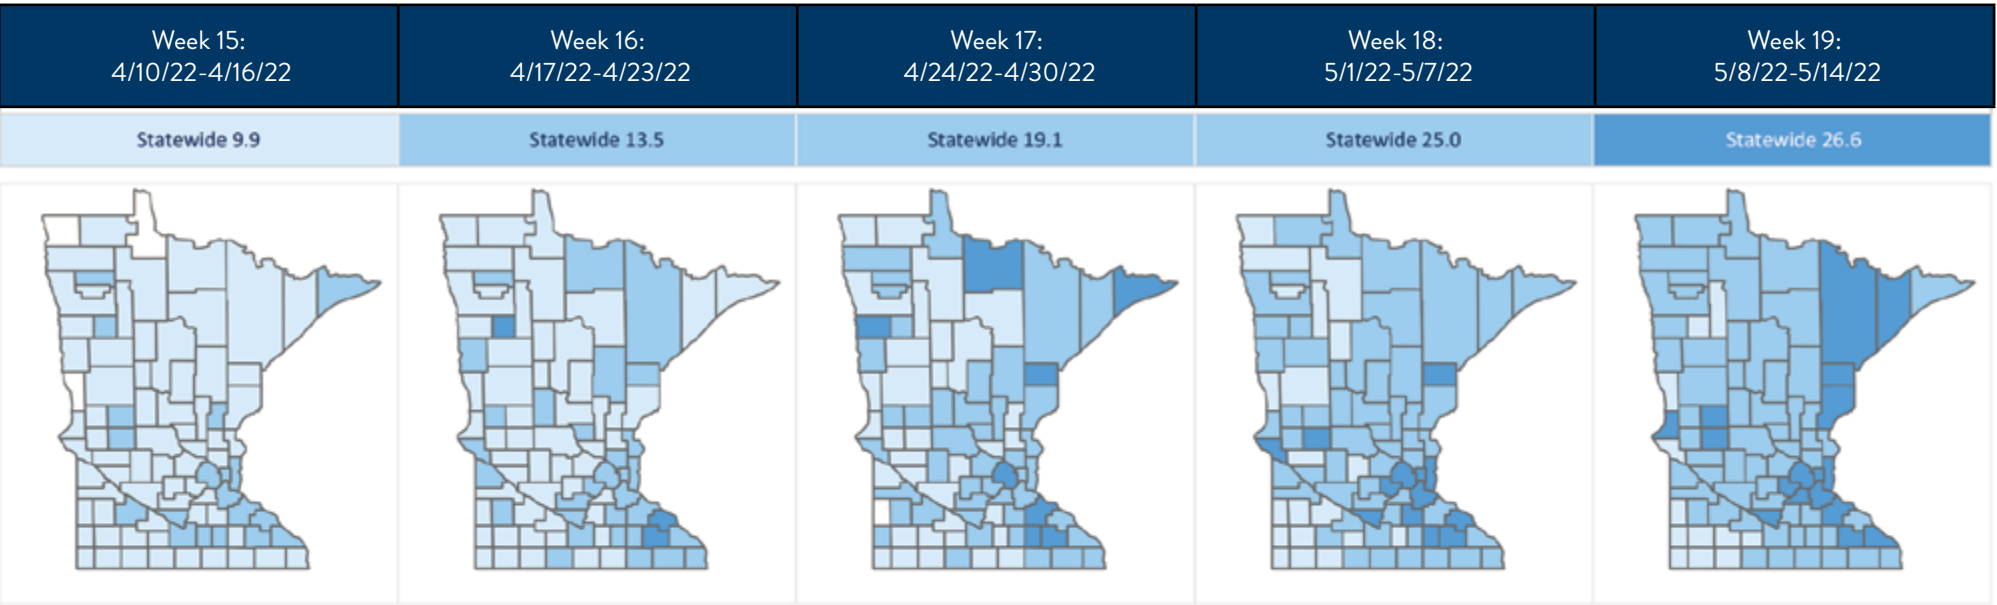 Week 15:
4/10/22-4/16/22
Week 16:
4/17/22-4/23/22
Week 17:
4/24/22-4/30/22
Week 18:
5/1/22-5/7/22
Week 19:
5/8/22-5/14/22
Statewide 9.9
Statewide 13.5
Statewide 19.1
Statewide 25.0
Statewide 26.6